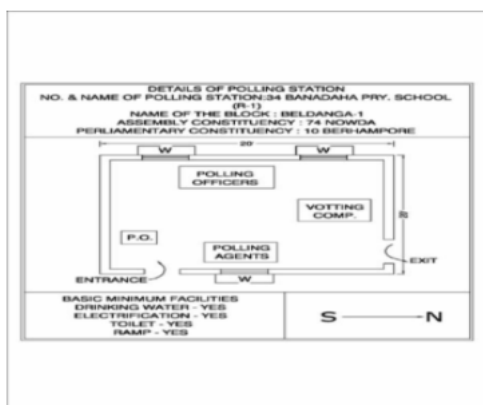 DETAILS OF POLLING STATION
NO. & NAME OF POLLING STATION:34 BANADAHA PRY. SCHOOL
(R-1)
NAME OF THE BLOCK : BELDANGA-1
ASSEMBLY CONSTITUENCY : 74 NOWDA
PERLIAMENTARY CONSTITUENCY : 10 BERHAMPORE
20'
W
W
POLLING
OFFICERS
VOTTING
COMP.
P.O.
POLLING
AGENTS
EXIT
ENTRANCE
W
BASIC MINIMUM FACILITIES
DRINKING WATER - YES
ELECTRIFICATION - YES
TOILET - YES
RAMP - YES
S N